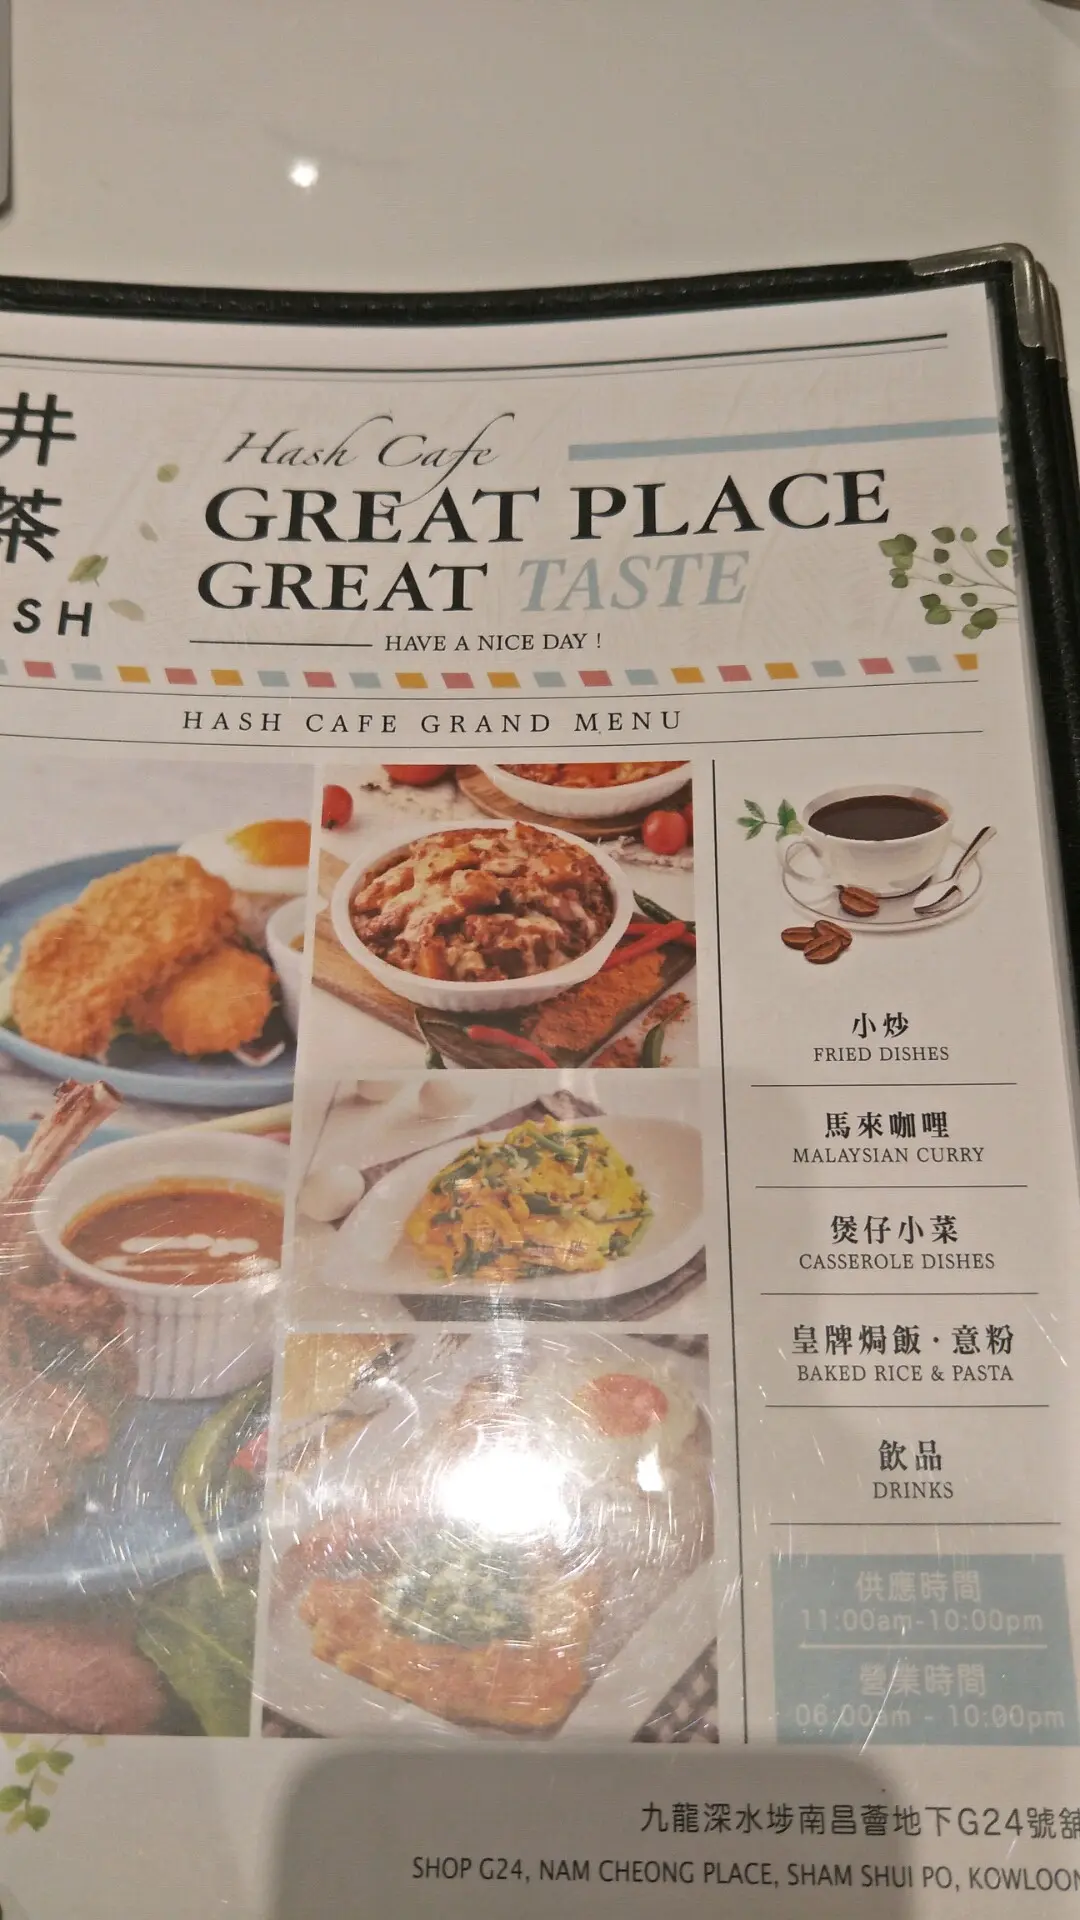 井
茶
SH
Hash Cafe
GREAT PLACE
GREAT TASTE
HAVE A NICE DAY !
HASH CAFE GRAND MENU
小炒
FRIED DISHES
馬來咖哩
MALAYSIAN CURRY
煲仔小菜
CASSEROLE DISHES
皇牌焗飯·意粉
BAKED RICE & PASTA
飲品
DRINKS
供應時間
11:00am-10:00pm
營業時間
06:00am - 10:00pm
九龍深水埗南昌薈地下G24號舖
SHOP G24, NAM CHEONG PLACE, SHAM SHUI PO, KOWLOON